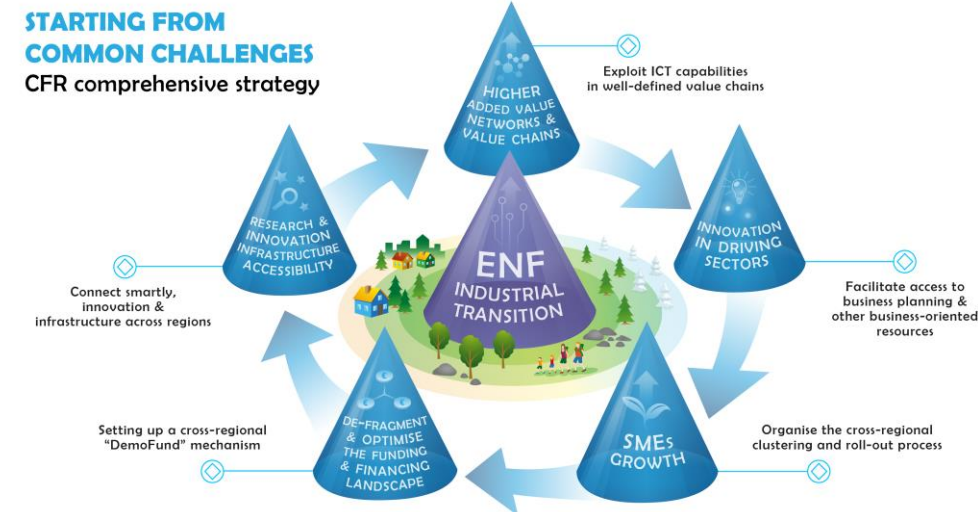 STARTING FROM
COMMON CHALLENGES
CFR comprehensive strategy
HIGHER
ADDED VALUE
NETWORKS &
VALUE CHAINS
Exploit ICT capabilities
in well-defined value chains
INNOVATION
IN DRIVING
SECTORS
Facilitate access to
business planning &
other business-oriented
resources
SMEs
GROWTH
Organise the cross-regional
clustering and roll-out process
DE-FRAGMENT
& OPTIMISE
THE FUNDING
& FINANCING
LANDSCAPE
Setting up a cross-regional
“DemoFund” mechanism
RESEARCH &
INNOVATION
INFRASTRUCTURE
ACCESSIBILITY
Connect smartly,
innovation &
infrastructure across regions
ENF
INDUSTRIAL
TRANSITION